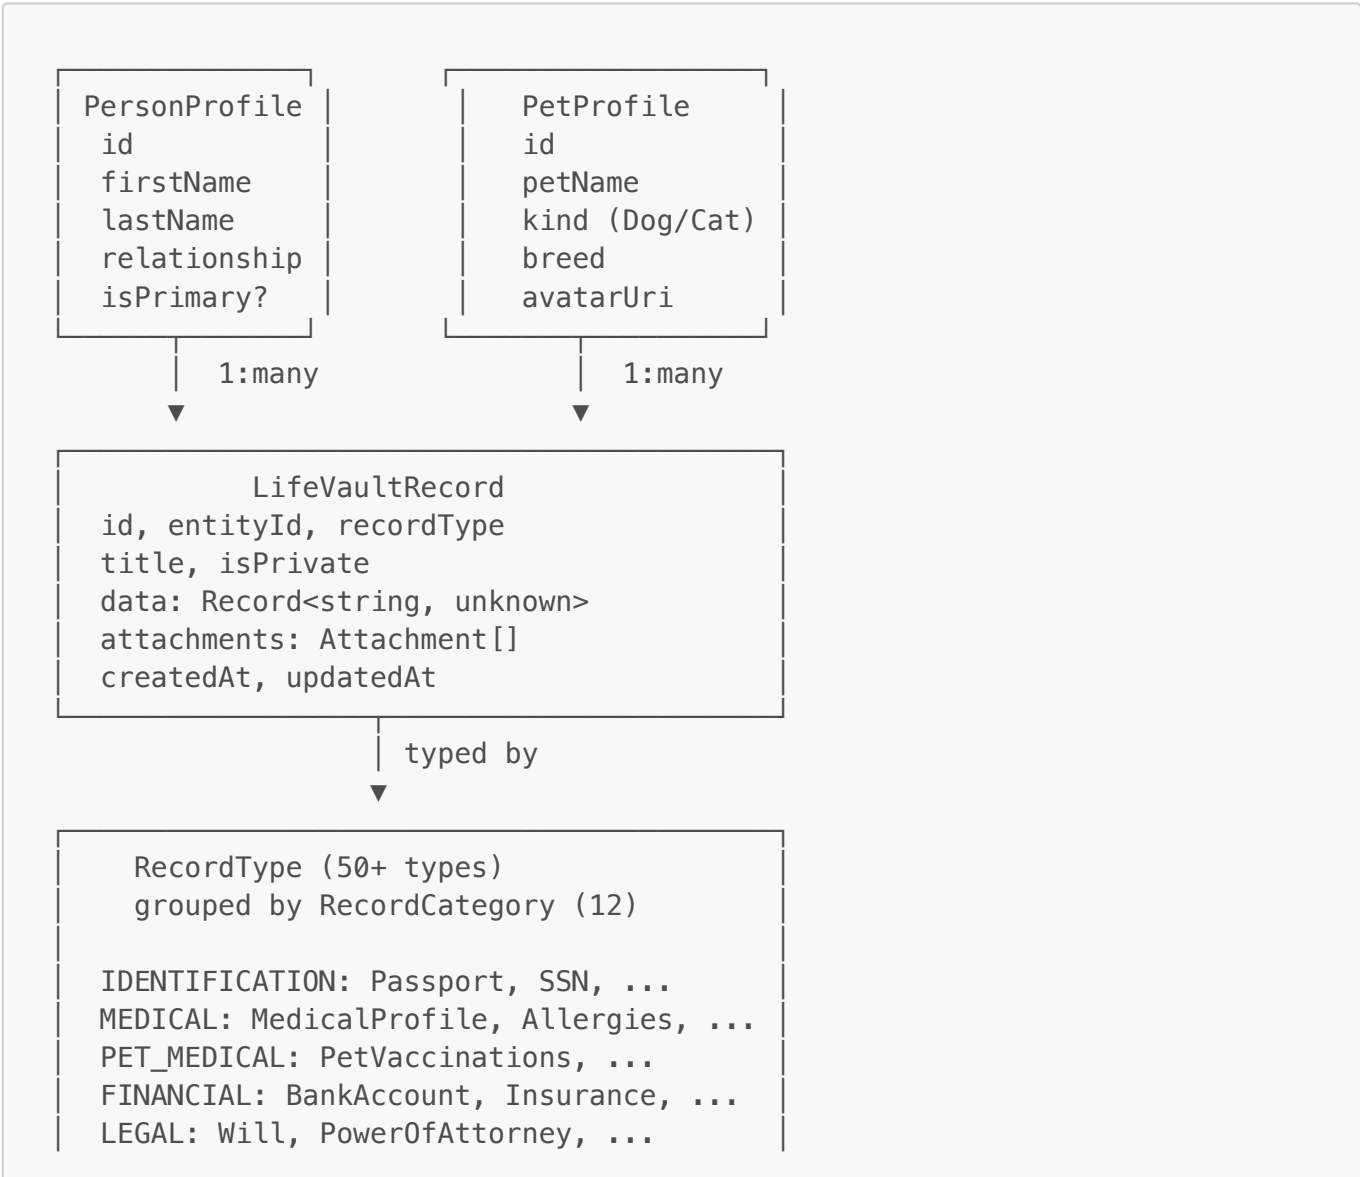 PersonProfile PetProfile
id id
firstName petName
lastName kind (Dog/Cat)
relationship breed
isPrimary? avatarUri
1:many 1:many
LifeVaultRecord
id, entityId, recordType
title, isPrivate
data: Record<string, unknown>
attachments: Attachment[]
createdAt, updatedAt
typed by
RecordType (50+ types)
grouped by RecordCategory (12)
IDENTIFICATION: Passport, SSN, ...
MEDICAL: MedicalProfile, Allergies, ...
PET_MEDICAL: PetVaccinations, ...
FINANCIAL: BankAccount, Insurance, ...
LEGAL: Will, PowerOfAttorney, ...